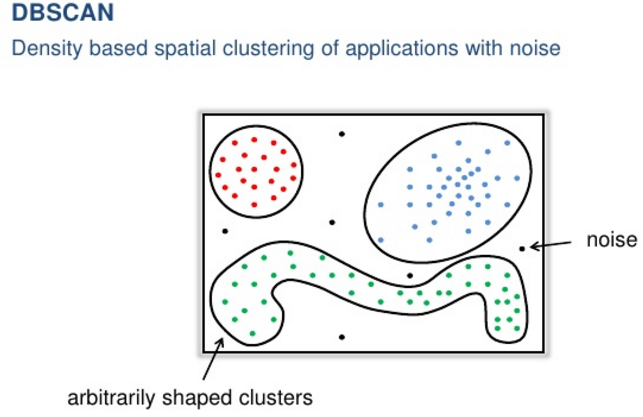 DBSCAN
Density based spatial clustering of applications with noise
noise
arbitrarily shaped clusters